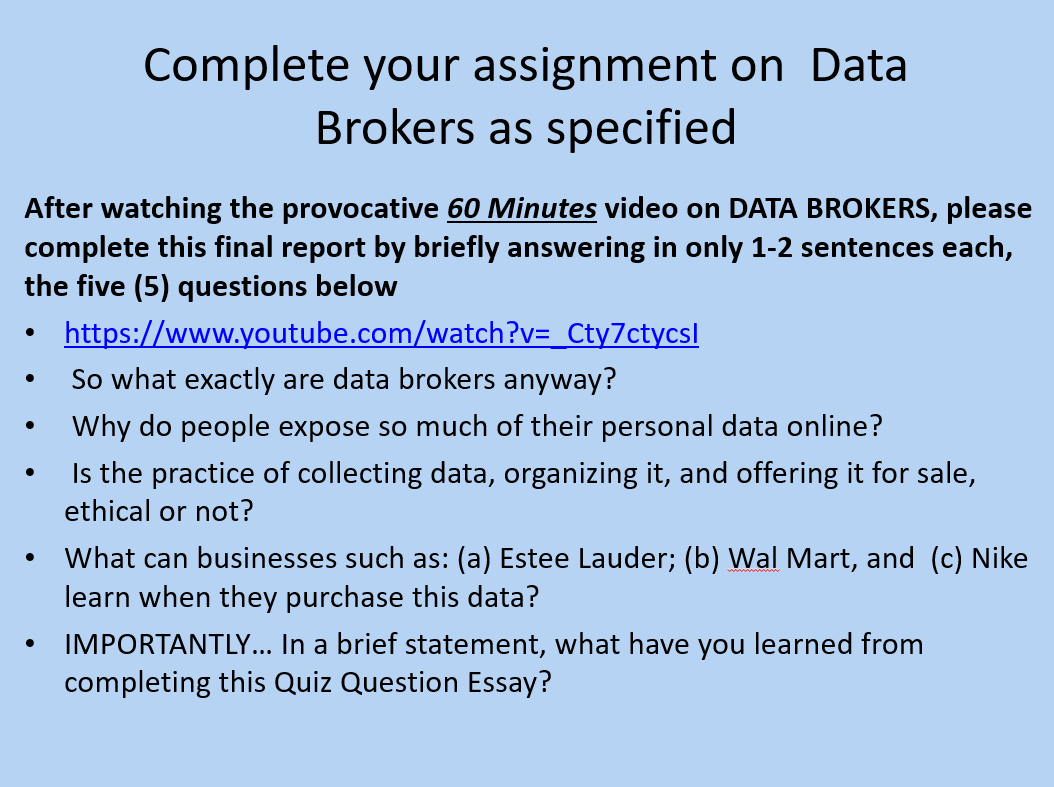 Complete your assignment on  Data
Brokers as specified
After watching the provocative 60 Minutes video on DATA BROKERS, please
complete this final report by briefly answering in only 1-2 sentences each,
the five (5) questions below
• https://www.youtube.com/watch?v=_Cty7ctycsI
• So what exactly are data brokers anyway?
• Why do people expose so much of their personal data online?
• Is the practice of collecting data, organizing it, and offering it for sale,
ethical or not?
• What can businesses such as: (a) Estee Lauder; (b) Wal Mart, and  (c) Nike
learn when they purchase this data?
• IMPORTANTLY… In a brief statement, what have you learned from
completing this Quiz Question Essay?